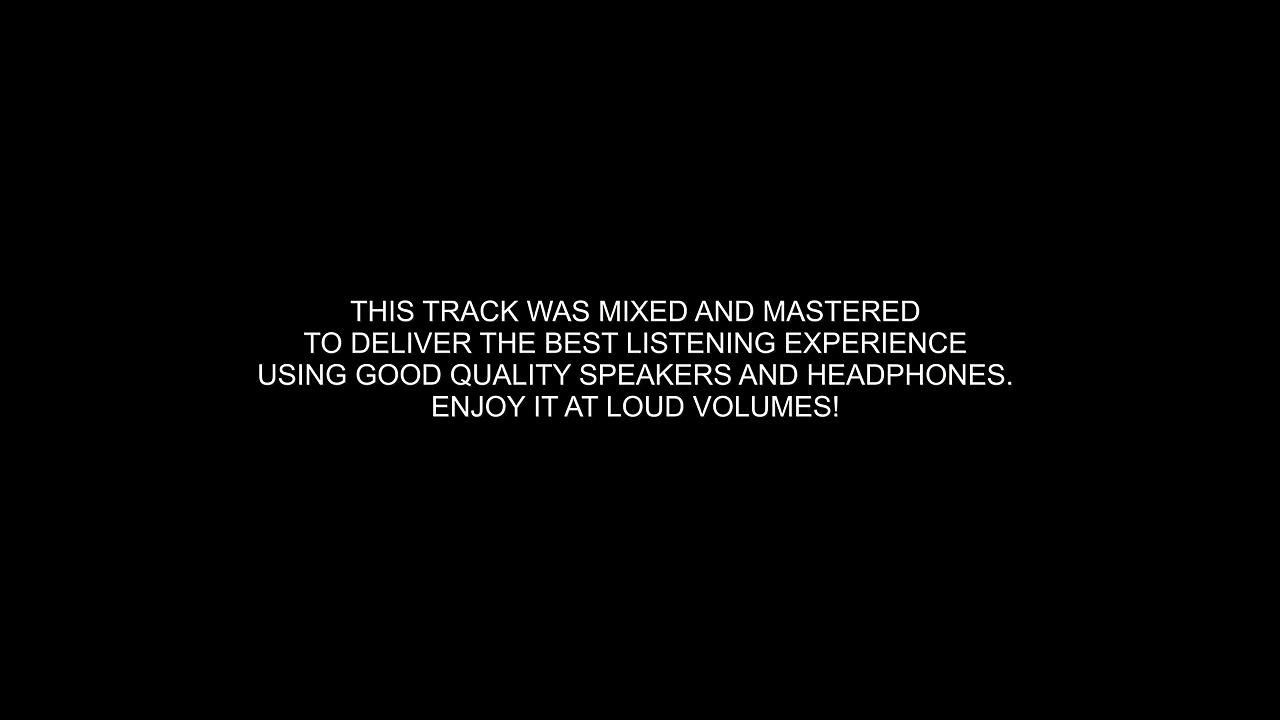 THIS TRACK WAS MIXED AND MASTERED
TO DELIVER THE BEST LISTENING EXPERIENCE
USING GOOD QUALITY SPEAKERS AND HEADPHONES.
ENJOY IT AT LOUD VOLUMES!